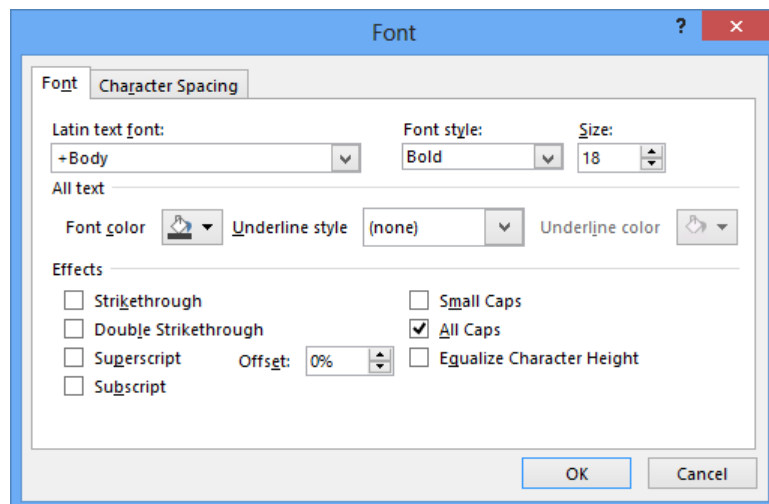 Font ?
Font Character Spacing
Latin text font: Font style: Size:
+Body Bold 18
All text
Font color Underline style (none) Underline color
Effects
Strikethrough Small Caps
Double Strikethrough All Caps
Superscript Offset: 0% Equalize Character Height
Subscript
OK Cancel